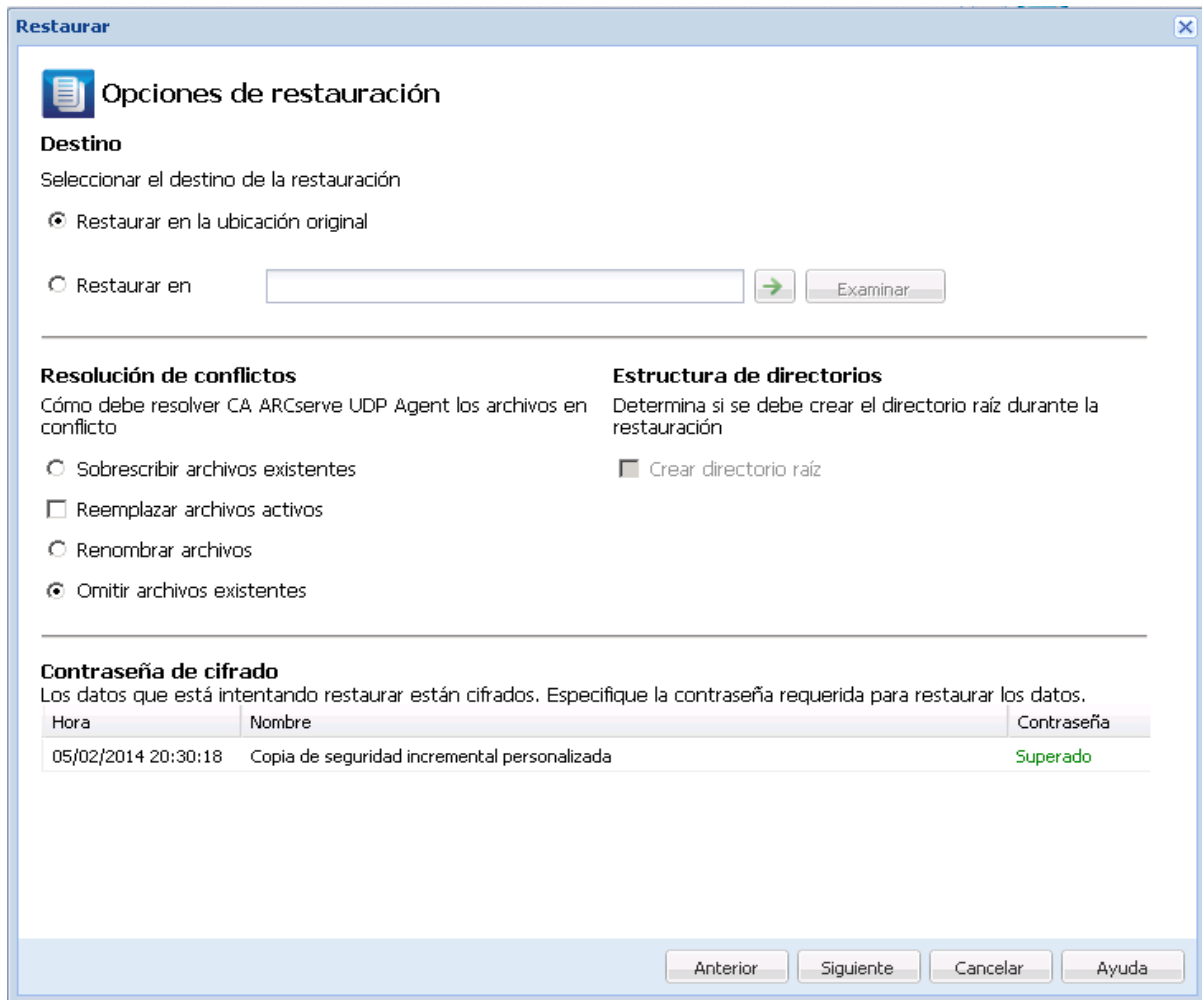 Restaurar
Opciones de restauración
Destino
Seleccionar el destino de la restauración
Restaurar en la ubicación original
Restaurar en
Examinar
Resolución de conflictos
Cómo debe resolver CA ARCserve UDP Agent los archivos en
conflicto
Sobrescribir archivos existentes
Reemplazar archivos activos
Renombrar archivos
Omitir archivos existentes
Estructura de directorios
Determina si se debe crear el directorio raíz durante la
restauración
Crear directorio raíz
Contraseña de cifrado
Los datos que está intentando restaurar están cifrados. Especifique la contraseña requerida para restaurar los datos.
Hora Nombre Contraseña
05/02/2014 20:30:18 Copia de seguridad incremental personalizada Superado
Anterior Siguiente Cancelar Ayuda